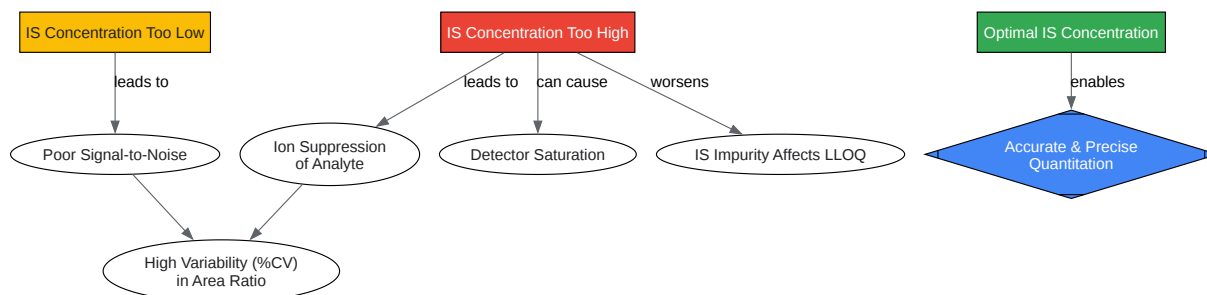 IS Concentration Too Low
IS Concentration Too High
Optimal IS Concentration
leads to
leads to
can cause
worsens
enables
Poor Signal-to-Noise
Ion Suppression
of Analyte
Detector Saturation
IS Impurity Affects LLOQ
Accurate & Precise
Quantitation
High Variability (%CV)
in Area Ratio